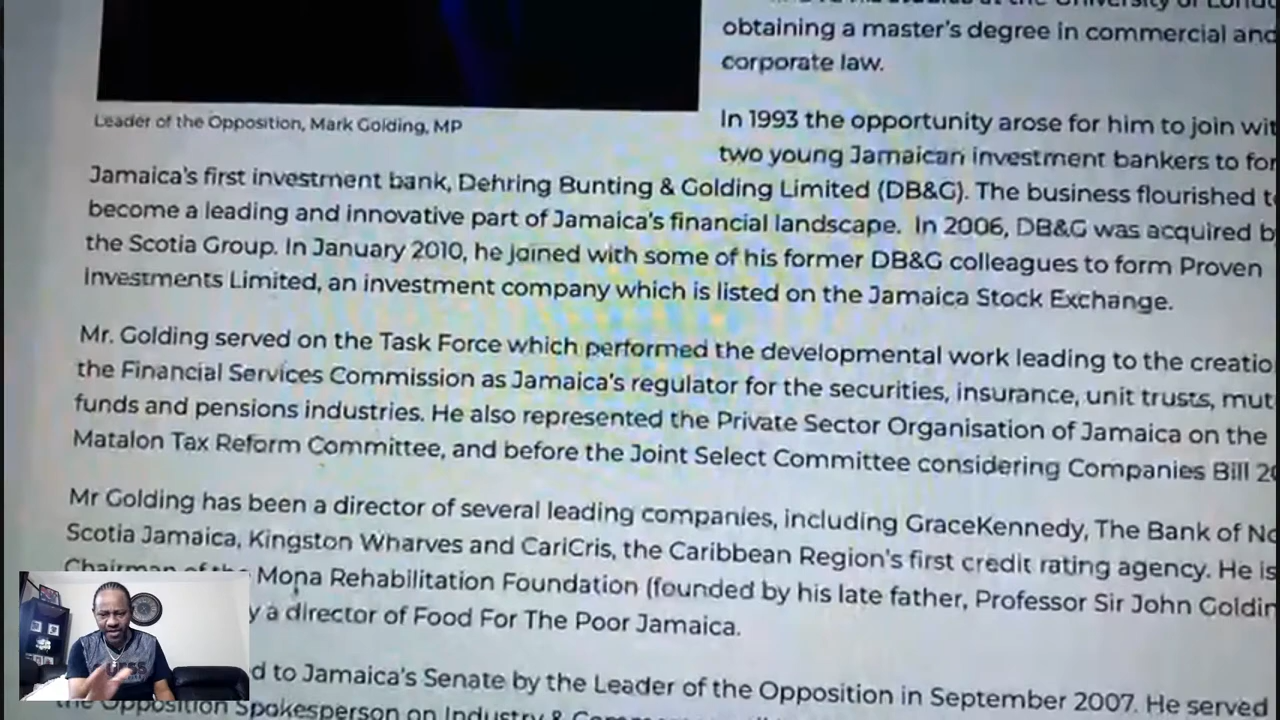 obtaining a master's degree in commercial and
corporate law.
Leader of the Opposition, Mark Golding, MP
In 1993 the opportunity arose for him to join
two young Jamaican investment bankers to
Jamaica's first investment bank, Dehring Bunting & Golding Limited (DB&G). The business flourished
become a leading and innovative part of Jamaica's financial landscape. In 2006, DB&G was acquired
the Scotia Group. In January 2010, he joined with some of his former DB&G colleagues to form Proven
Investments Limited, an investment company which is listed on the Jamaica Stock Exchange.
Mr. Golding served on the Task Force which performed the developmental work leading to the
the Financial Services Commission as Jamaica's regulator for the securities, insurance, unit trusts,
funds and pensions industries. He also represented the Private Sector Organisation of Jamaica on the
Matalon Tax Reform Committee, and before the Joint Select Committee considering Companies Bill
Mr Golding has been a director of several leading companies, including GraceKennedy, The Bank of
Scotia Jamaica, Kingston Wharves and CariCris, the Caribbean Region's first credit rating agency. He is
Mona Rehabilitation Foundation (founded by his late father, Professor Sir John
y a director of Food For The Poor Jamaica.
d to Jamaica's Senate by the Leader of the Opposition in September 2007. He served
the Opposition Spokesperson on Industry &